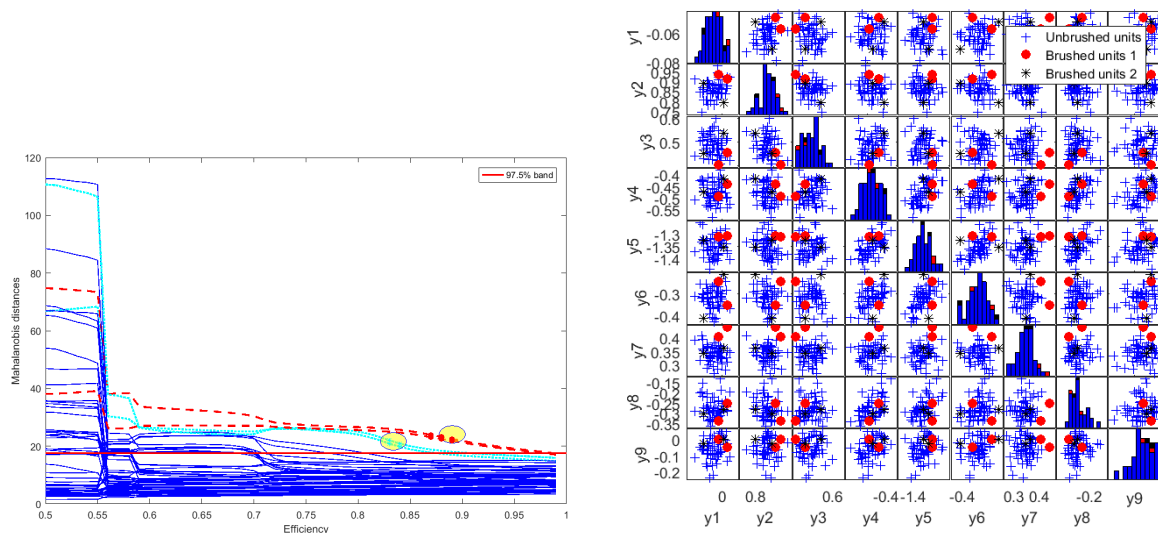 120
100
80
60
40
20
0
Mahalanobis distances
97.5% band
0.5 0.55 0.6 0.65 0.7 0.75 0.8 0.85 0.9 0.95 1
Efficiency
y1
-0.06
-0.08
Unbrushed units
Brushed units 1
Brushed units 2
y2
0.95
0.9
0.85
0.8
y3
0.6
0.5
y4
-0.4
-0.45
-0.5
-0.55
y5
-1.3
-1.35
-1.4
y6
-0.3
-0.4
y7
0.4
0.35
0.3
y8
-0.15
-0.2
-0.25
-0.3
-0.35
y9
0
-0.1
-0.2
0 0.8 0.6 -0.4 -1.4 -0.4 0.3 0.4 -0.2 y9
y1 y2 y3 y4 y5 y6 y7 y8